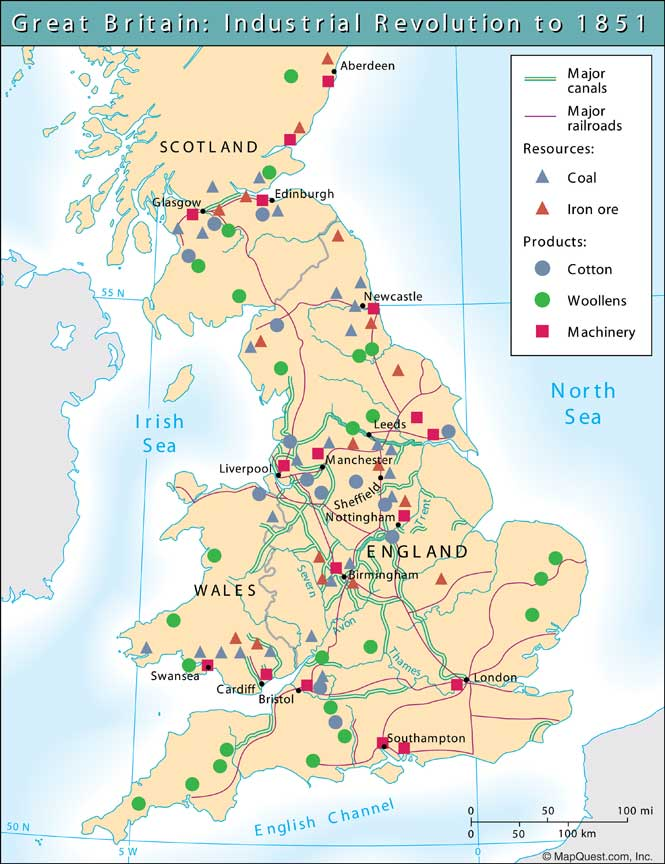 Great Britain: Industrial Revolution to 1851
Major
canals
Major
railroads
Resources:
Coal
Iron ore
Products:
Cotton
Woollens
Machinery
Aberdeen
SCOTLAND
Edinburgh
Glasgow
55 N
Newcastle
North
Sea
Irish
Sea
Leeds
Manchester
Liverpool
Sheffield
Nottingham
Trent
ENGLAND
Birmingham
Severn
WALES
Avon
Thames
London
Swansea
Cardiff
Bristol
Southampton
English Channel
50 N
5 W
0
0 50 100 mi
0 50 100 km
© MapQuest.com, Inc.